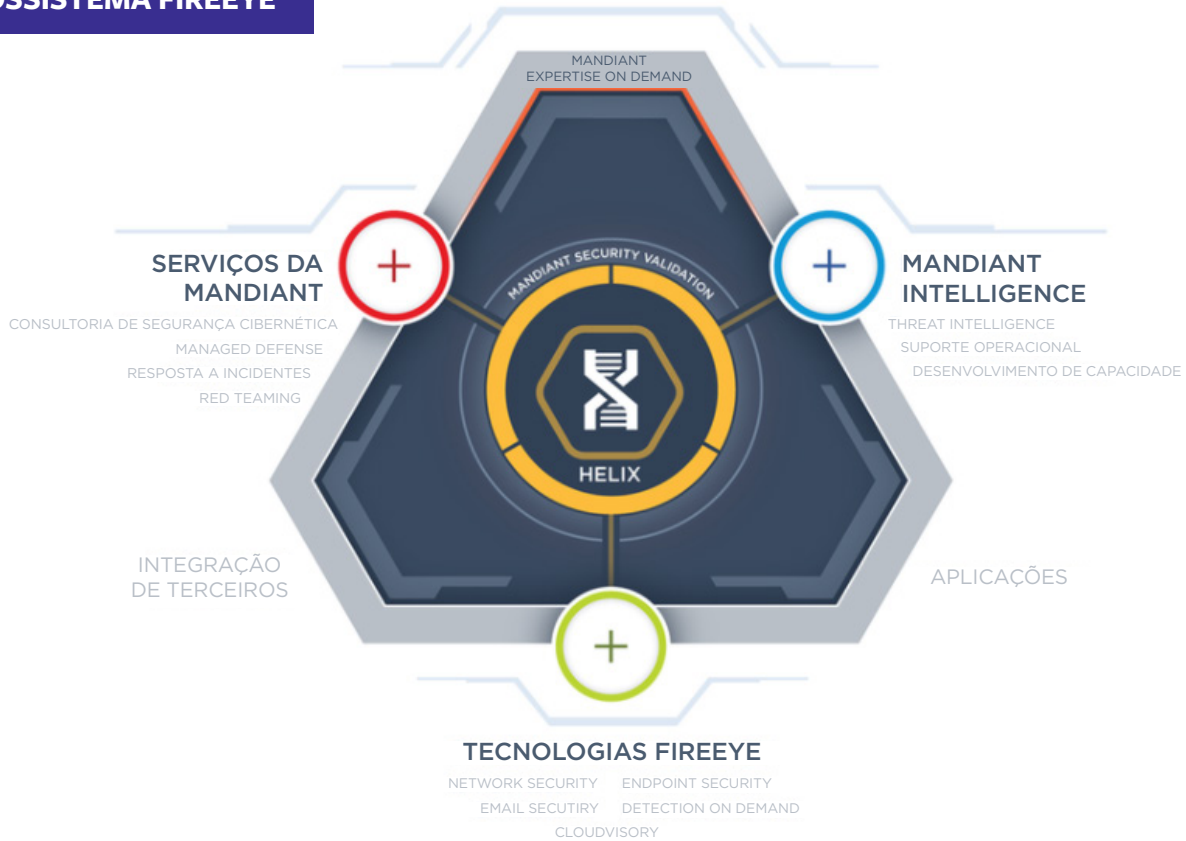 OSSISTEMA FIREEYE
MANDIANT
EXPERTISE ON DEMAND
SERVIÇOS DA
MANDIANT
CONSULTORIA DE SEGURANÇA CIBERNÉTICA
MANAGED DEFENSE
RESPOSTA A INCIDENTES
RED TEAMING
MANDIANT SECURITY VALIDATION
HELIX
MANDIANT
INTELLIGENCE
THREAT INTELLIGENCE
SUPORTE OPERACIONAL
DESENVOLVIMENTO DE CAPACIDADE
INTEGRAÇÃO
DE TERCEIROS
APLICAÇÕES
TECNOLOGIAS FIREEYE
NETWORK SECURITY ENDPOINT SECURITY
EMAIL SECUTIRY DETECTION ON DEMAND
CLOUDVISORY